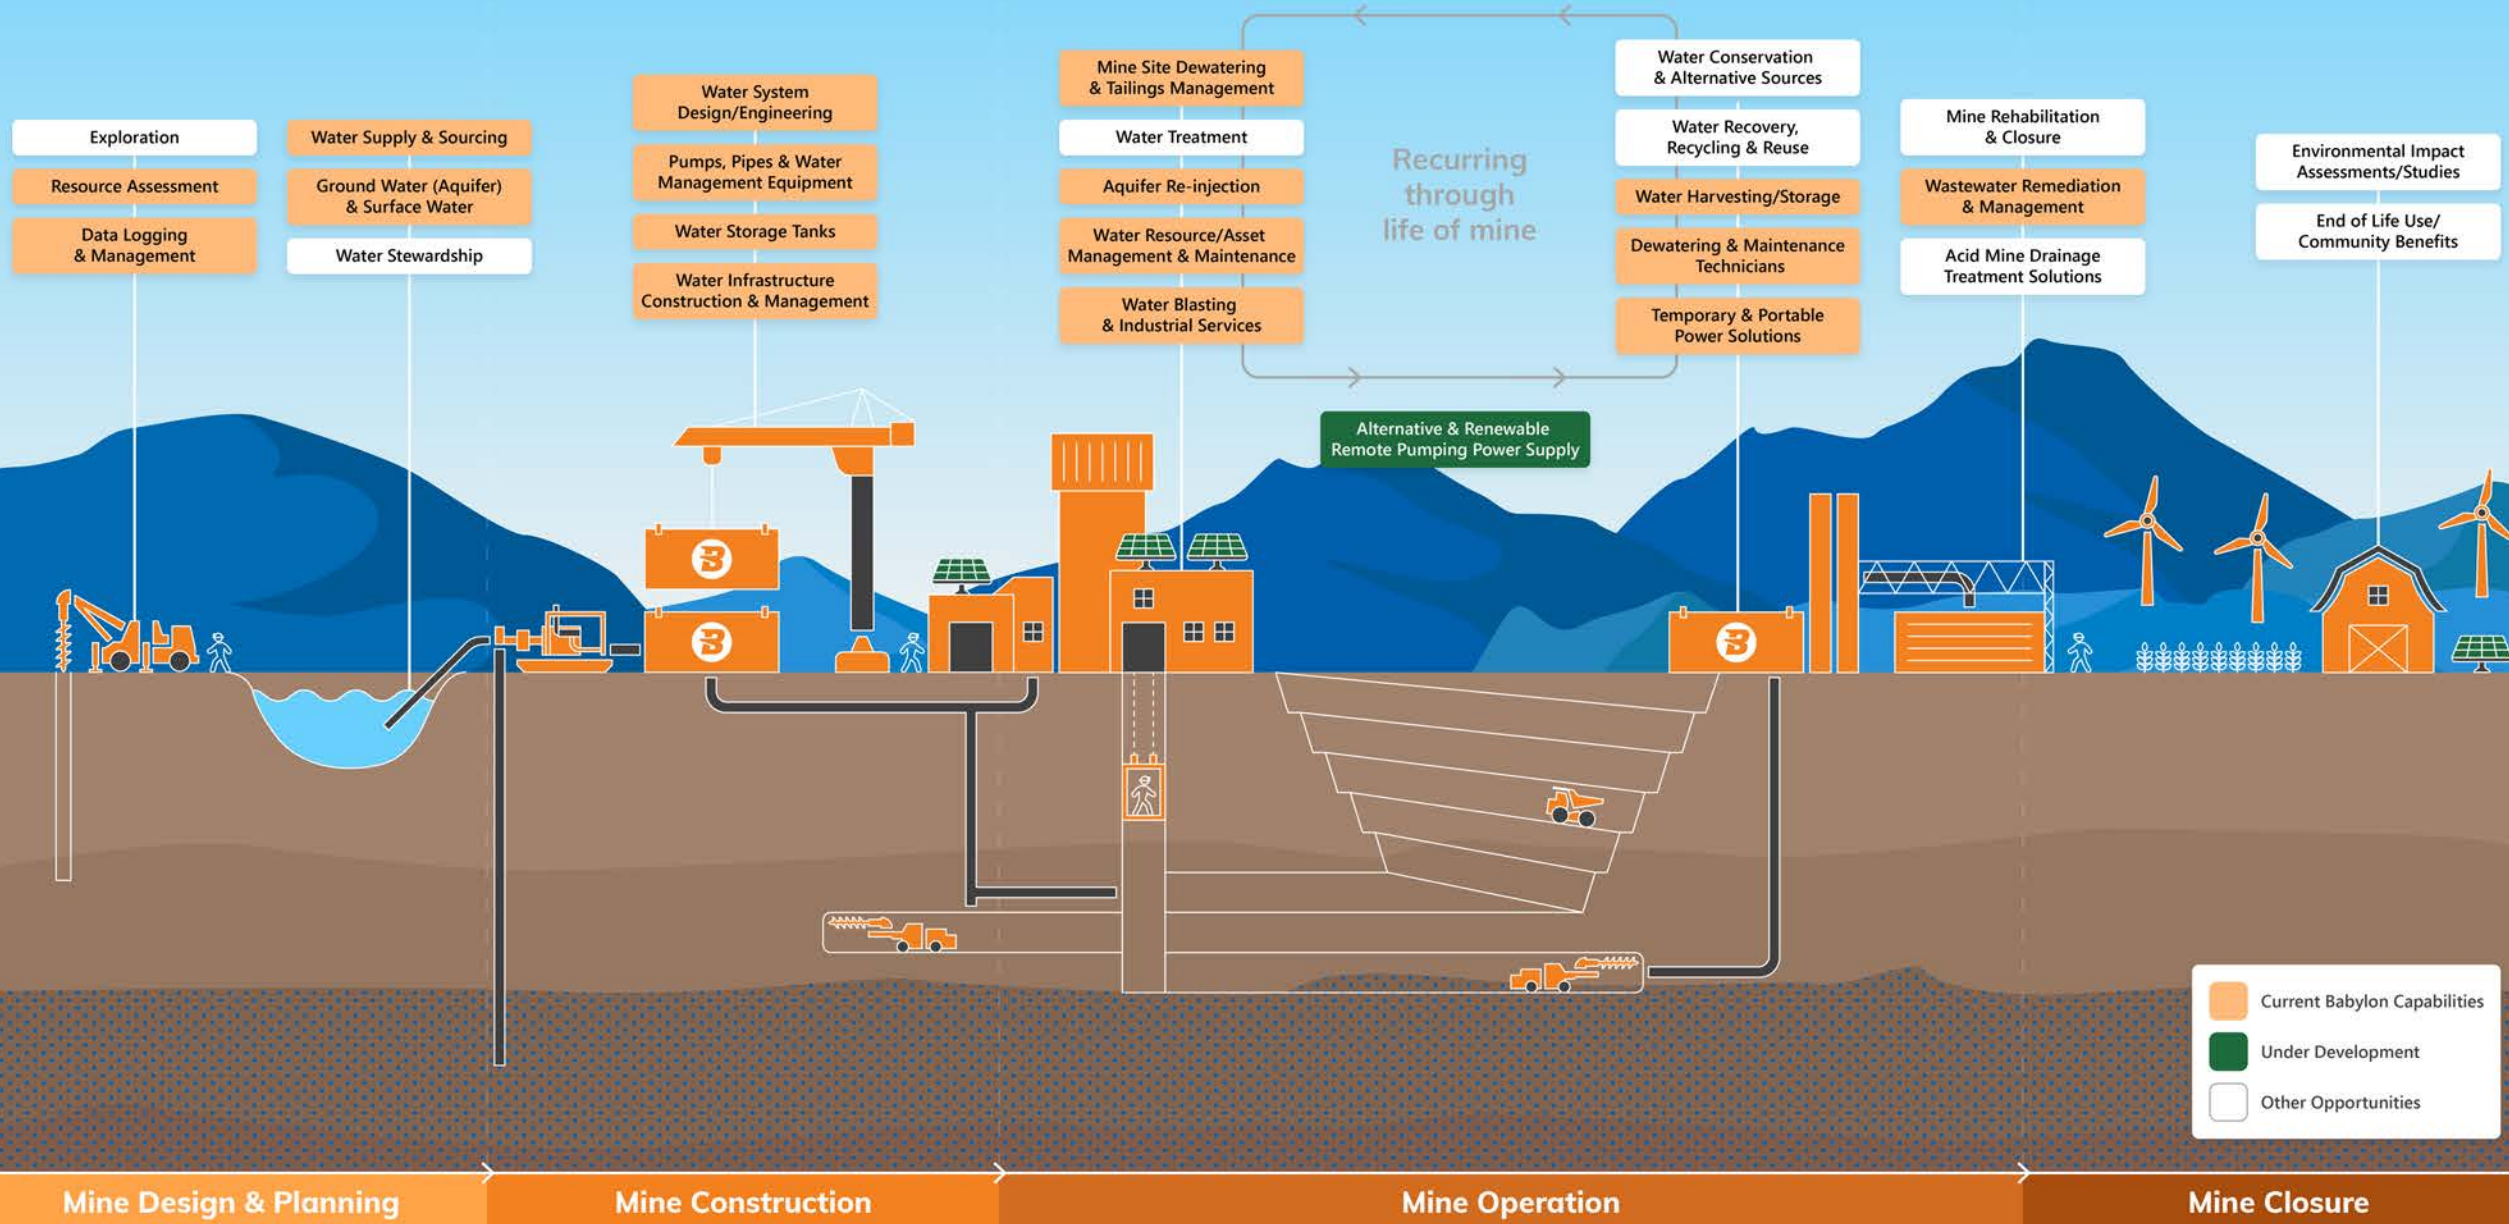 Exploration
Resource Assessment
Data Logging
& Management
Water Supply & Sourcing
Ground Water (Aquifer)
& Surface Water
Water Stewardship
Water System
Design/Engineering
Pumps, Pipes & Water
Management Equipment
Water Storage Tanks
Water Infrastructure
Construction & Management
Mine Site Dewatering
& Tailings Management
Water Treatment
Aquifer Re-injection
Water Resource/Asset
Management & Maintenance
Water Blasting
& Industrial Services
Recurring
through
life of mine
Alternative & Renewable
Remote Pumping Power Supply
Water Conservation
& Alternative Sources
Water Recovery,
Recycling & Reuse
Water Harvesting/Storage
Dewatering & Maintenance
Technicians
Temporary & Portable
Power Solutions
Mine Rehabilitation
& Closure
Wastewater Remediation
& Management
Acid Mine Drainage
Treatment Solutions
Environmental Impact
Assessments/Studies
End of Life Use/
Community Benefits
B
B
B
Current Babylon Capabilities
Under Development
Other Opportunities
Mine Design & Planning
Mine Construction
Mine Operation
Mine Closure